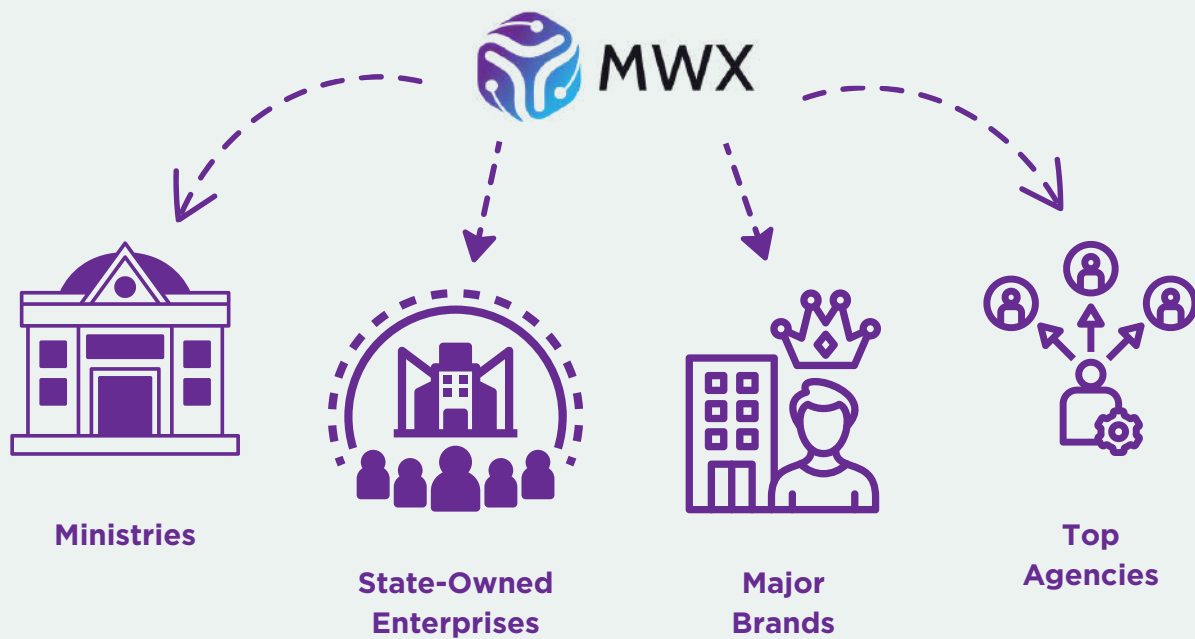 MWX
Ministries
State-Owned
Enterprises
Major
Brands
Top
Agencies